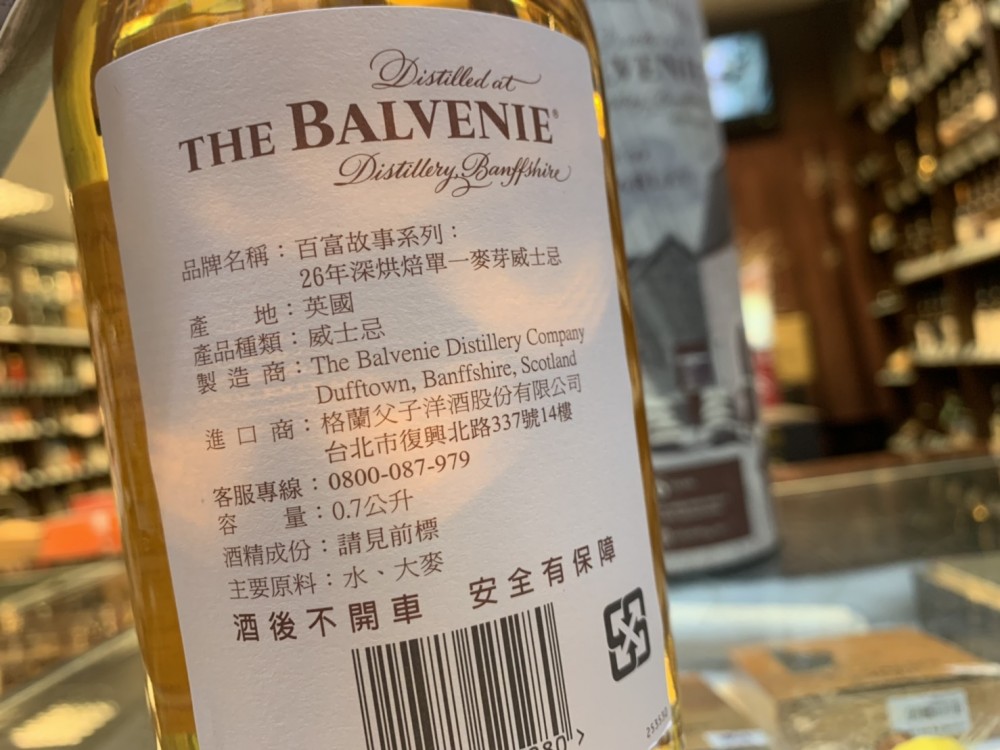 Distilled at
THE BALVENIE®
Distillery, Banffshire
品牌名稱：百富故事系列：
26年深烘焙單一麥芽威士忌
產　地：英國
產品種類：威士忌
製造商：The Balvenie Distillery Company
Dufftown, Banffshire, Scotland
進口商：格蘭父子洋酒股份有限公司
台北市復興北路337號14樓
客服專線：0800-087-979
容　量：0.7公升
酒精成份：請見前標
主要原料：水、大麥
酒後不開車　安全有保障